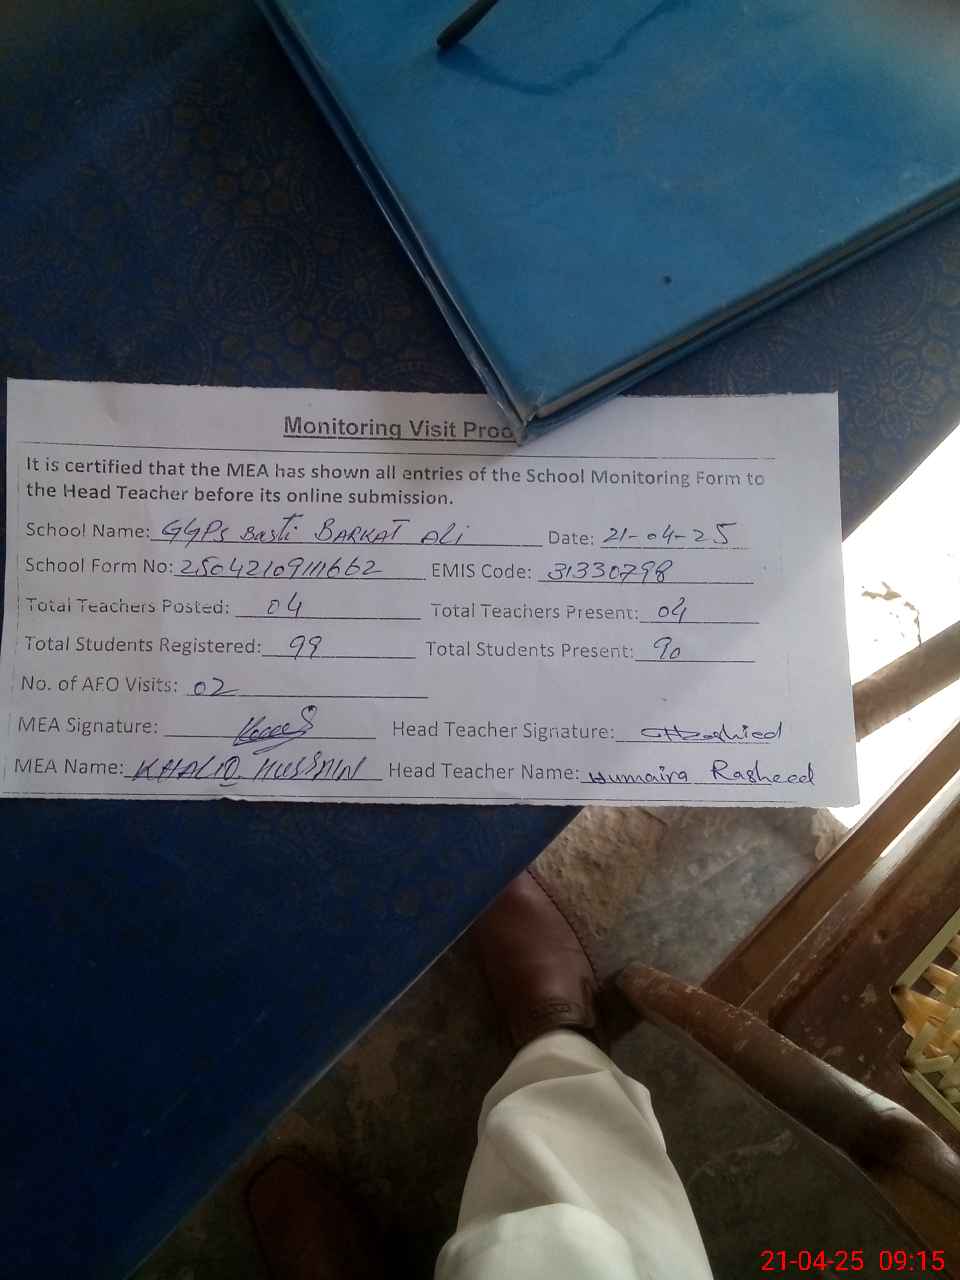 Monitoring Visit Proo
It is certified that the MEA has shown all entries of the School Monitoring Form to
the Head Teacher before its online submission.
School Name: GGPS Basti BARKAT Ali Date: 21-04-25
School Form No: 25042109111662 EMIS Code: 31330798
Total Teachers Posted: 04 Total Teachers Present: 04
Total Students Registered: 99 Total Students Present: 90
No. of AEO Visits: 02
MEA Signature: Head Teacher Signature:
MEA Name: KHALID HUSSAIN Head Teacher Name: Humaira Rasheed
21-04-25 09:15